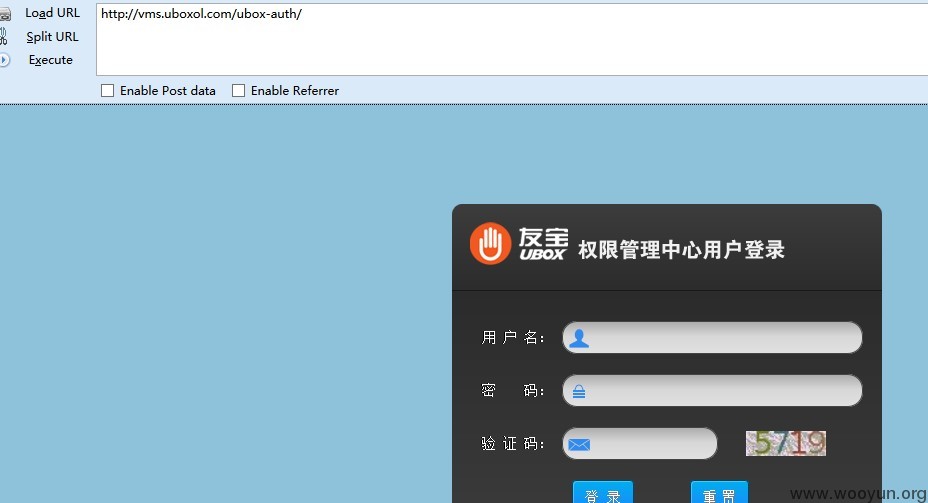 Load URL
http://vms.uboxol.com/ubox-auth/
Split URL
Execute
Enable Post data
Enable Referrer
友宝
UBOX
权限管理中心用户登录
用户名：
密 码：
验证码：
5719
登 录
重 置
www.wooyun.org